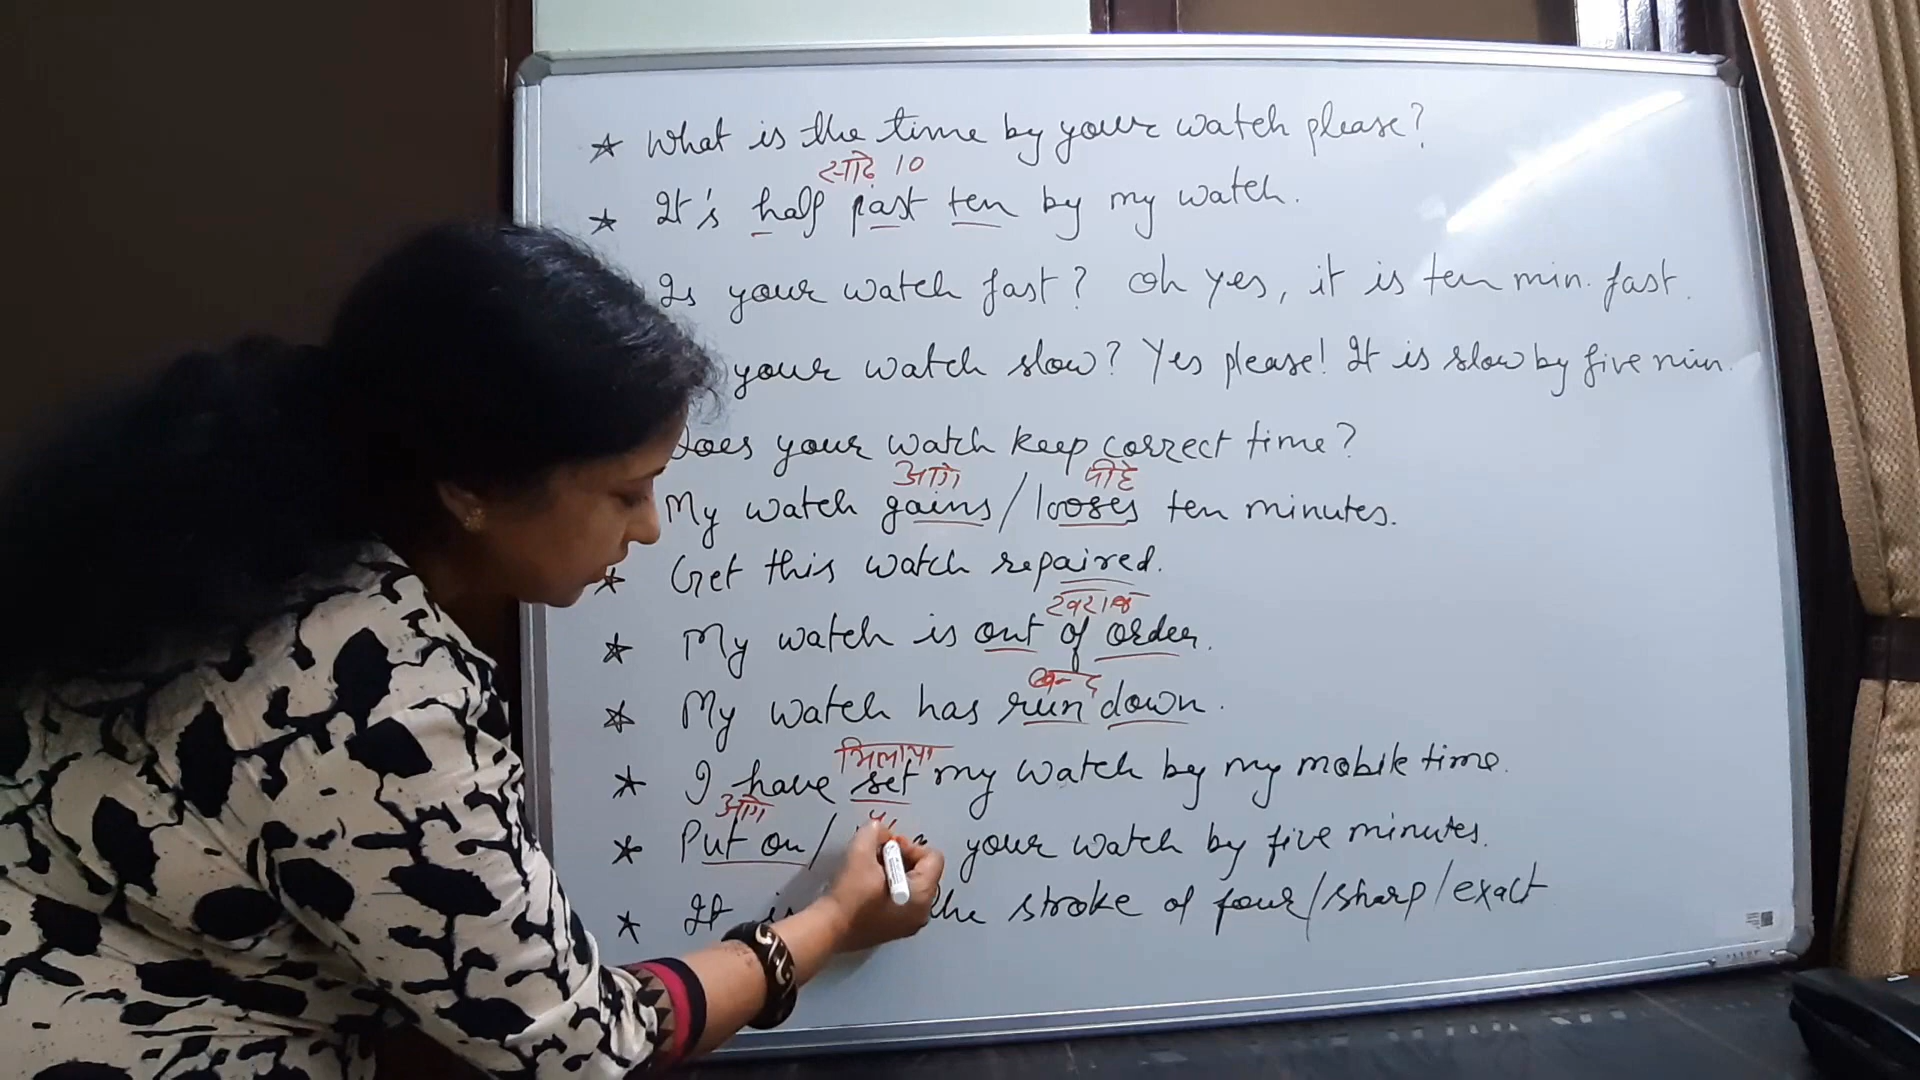 What is the time by your watch please?
साढ़े 10
It's half past ten by my watch.
Is your watch fast? Oh yes, it is ten min. fast.
your watch slow? Yes please! It is slow by five min.
Does your watch keep correct time?
आगे पीछे
My watch gains/looses ten minutes.
Get this watch repaired.
खराब
My watch is out of order.
बन्द
My watch has run down.
मिलाया
I have set my watch by my mobile time.
आगे
Put on/ your watch by five minutes.
It is the stroke of four/sharp/exact